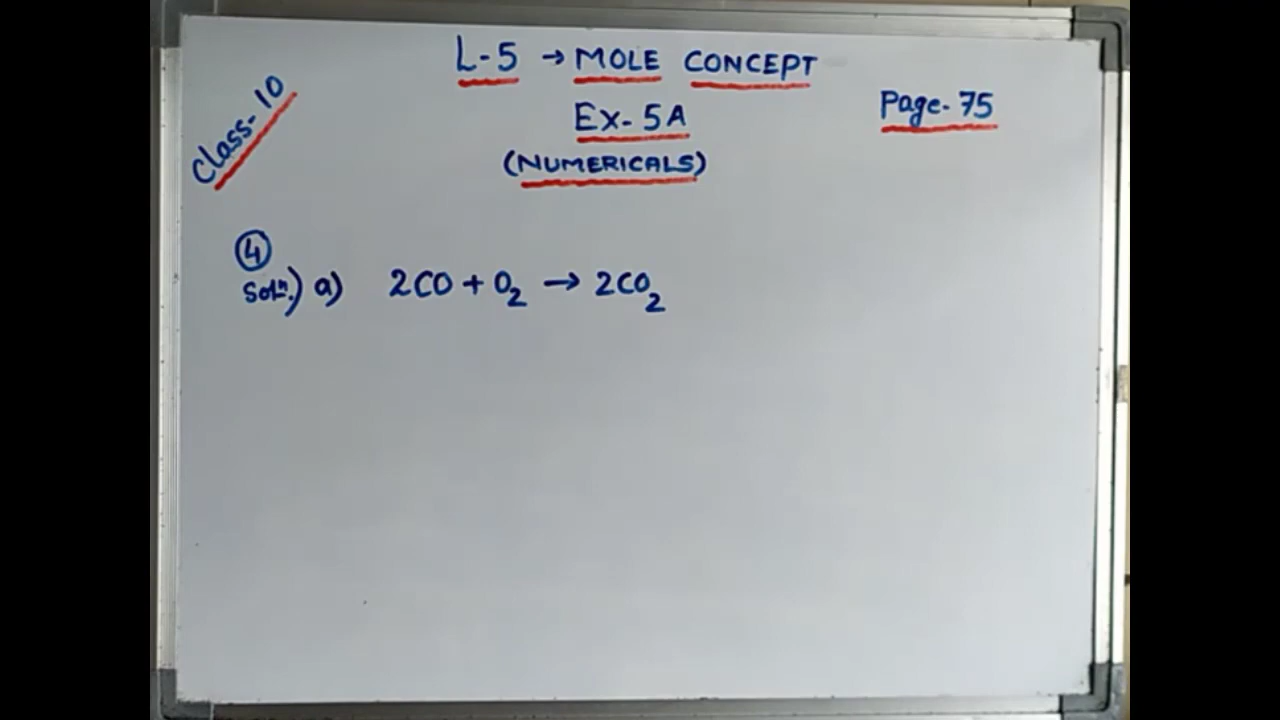 L-5 → MOLE CONCEPT
Class-10
Ex-5A
Page-75
(NUMERICALS)
④
Solⁿ.) a) 2CO + O₂ → 2CO₂